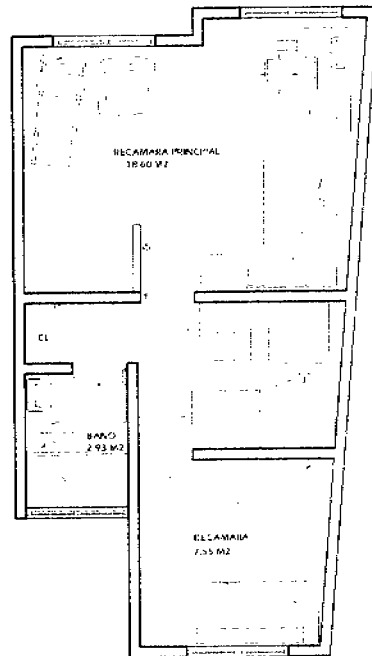 RECAMARA PRINCIPAL
18.60 M2
CL
BAÑO
2.93 M2
RECAMARA
7.55 M2